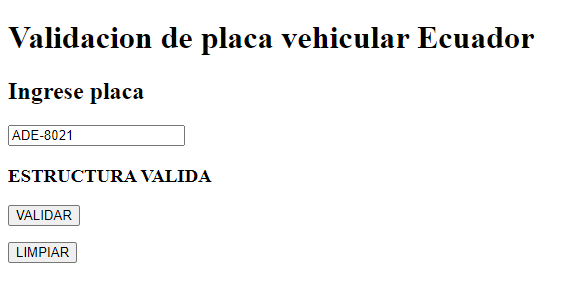 Validacion de placa vehicular Ecuador
Ingrese placa
ADE-8021
ESTRUCTURA VALIDA
VALIDAR
LIMPIAR